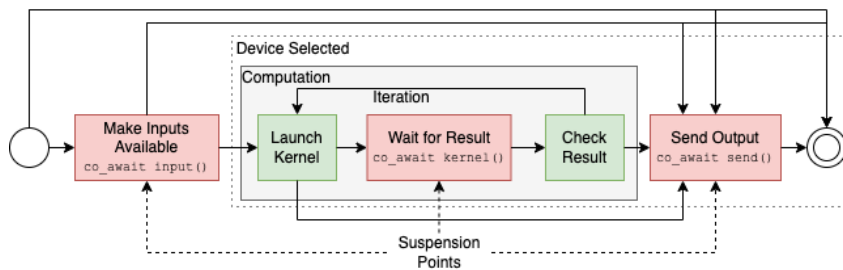 Device Selected
Computation
Iteration
Make Inputs
Available
co_await input()
Launch
Kernel
Wait for Result
co_await kernel()
Check
Result
Send Output
co_await send()
Suspension
Points